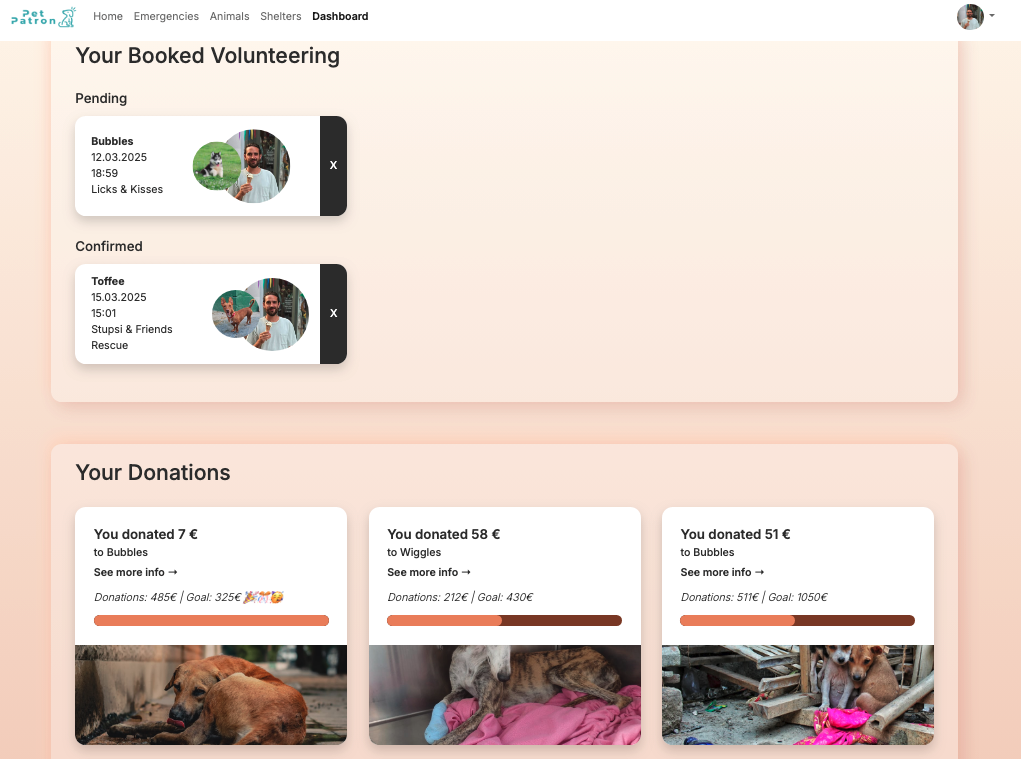 Pet
Patron
Home Emergencies Animals Shelters Dashboard
Your Booked Volunteering
Pending
Bubbles
12.03.2025
18:59
Licks & Kisses
X
Confirmed
Toffee
15.03.2025
15:01
Stupsi & Friends
Rescue
X
Your Donations
You donated 7 €
to Bubbles
See more info →
Donations: 485€ | Goal: 325€ 🎉🎊🥳
You donated 58 €
to Wiggles
See more info →
Donations: 212€ | Goal: 430€
You donated 51 €
to Bubbles
See more info →
Donations: 511€ | Goal: 1050€